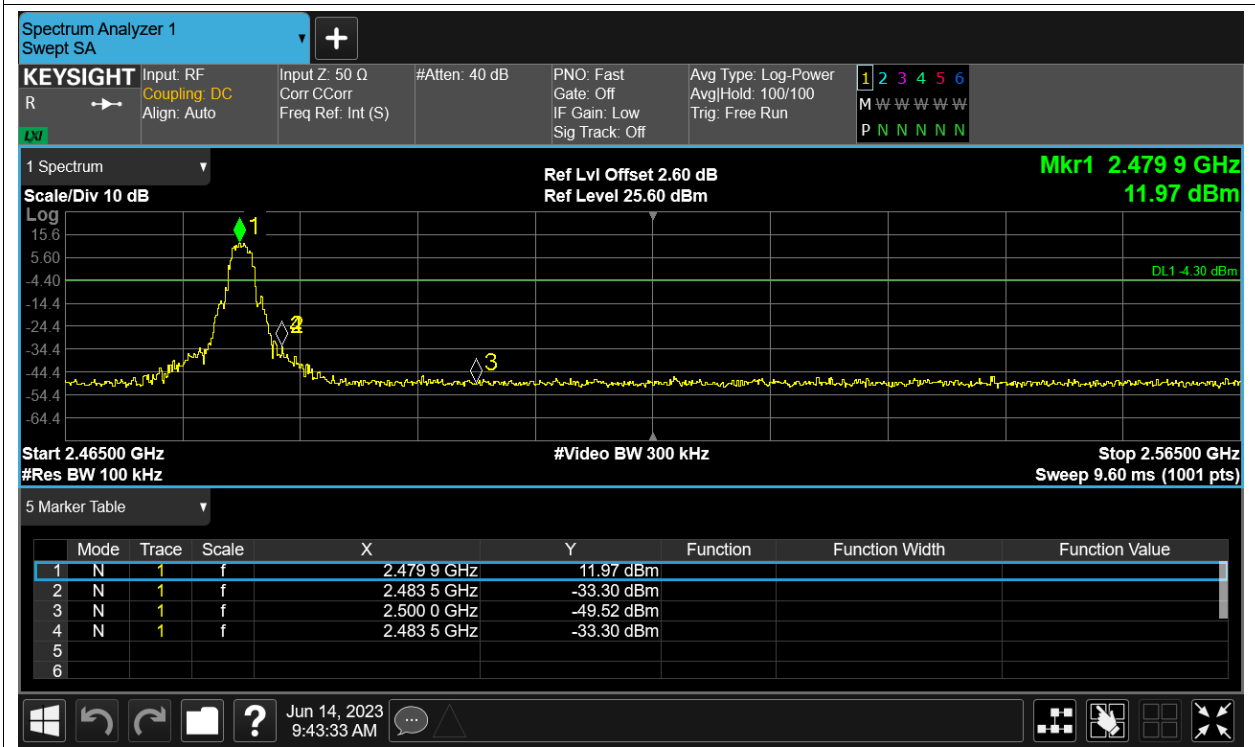 Spectrum Analyzer 1
Swept SA
KEYSIGHT Input: RF Input Z: 50 Ω #Atten: 40 dB PNO: Fast Avg Type: Log-Power 1 2 3 4 5 6
R Coupling: DC Corr CCorr Gate: Off Avg|Hold: 100/100 M W W W W W W
Align: Auto Freq Ref: Int (S) IF Gain: Low Trig: Free Run
LXI Sig Track: Off P N N N N N
1 Spectrum Ref Lvl Offset 2.60 dB Mkr1 2.479 9 GHz
Scale/Div 10 dB Ref Level 25.60 dBm 11.97 dBm
Log
15.6
5.60
-4.40
-14.4
-24.4
-34.4
-44.4
-54.4
-64.4
1
DL1 -4.30 dBm
3
Start 2.46500 GHz #Video BW 300 kHz Stop 2.56500 GHz
#Res BW 100 kHz Sweep 9.60 ms (1001 pts)
5 Marker Table
Mode Trace Scale X Y Function Function Width Function Value
1 N 1 f 2.479 9 GHz 11.97 dBm
2 N 1 f 2.483 5 GHz -33.30 dBm
3 N 1 f 2.500 0 GHz -49.52 dBm
4 N 1 f 2.483 5 GHz -33.30 dBm
5
6
? Jun 14, 2023
9:43:33 AM